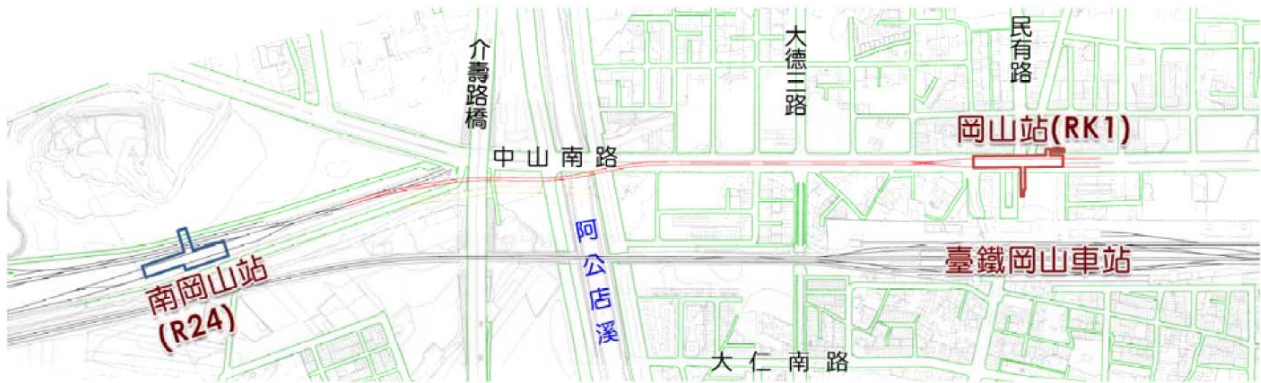 介壽路橋
大德三路
民有路
岡山站(RK1)
中山南路
阿公店溪
臺鐵岡山車站
南岡山站
(R24)
大仁南路